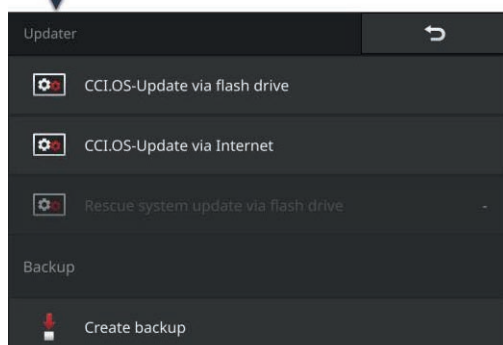 Updater
CCI.OS-Update via flash drive
CCI.OS-Update via Internet
Rescue system update via flash drive -
Backup
Create backup